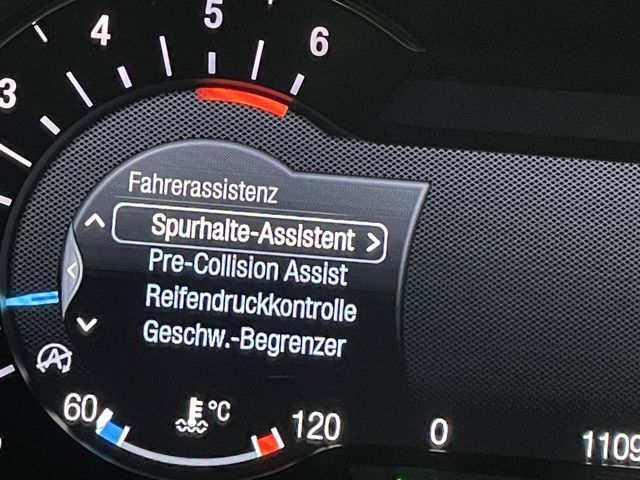 3
4
5
6
Fahrerassistenz
Spurhalte-Assistent
Pre-Collision Assist
Reifendruckkontrolle
Geschw.-Begrenzer
A
60 °C 120
0 1109